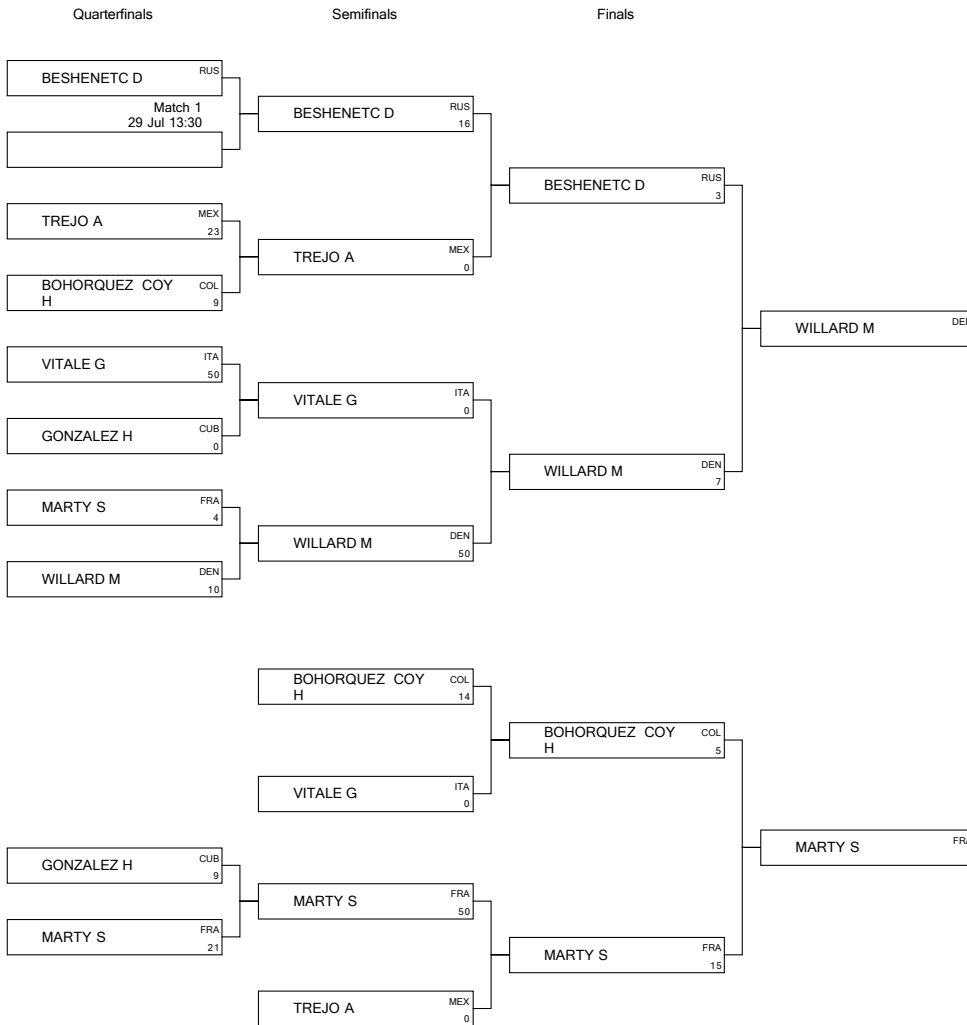 Quarterfinals Semifinals Finals
BESHENETC D RUS
Match 1
29 Jul 13:30
BESHENETC D RUS
16
BESHENETC D RUS
3
TREJO A MEX
23
TREJO A MEX
0
BOHORQUEZ COY COL
H 9
WILLARD M DEN
VITALE G ITA
50
VITALE G ITA
0
GONZALEZ H CUB
0
WILLARD M DEN
7
MARTY S FRA
4
WILLARD M DEN
50
WILLARD M DEN
10
BOHORQUEZ COY COL
H 14
BOHORQUEZ COY COL
H 5
VITALE G ITA
0
MARTY S FRA
GONZALEZ H CUB
9
MARTY S FRA
50
MARTY S FRA
21
MARTY S FRA
15
TREJO A MEX
0